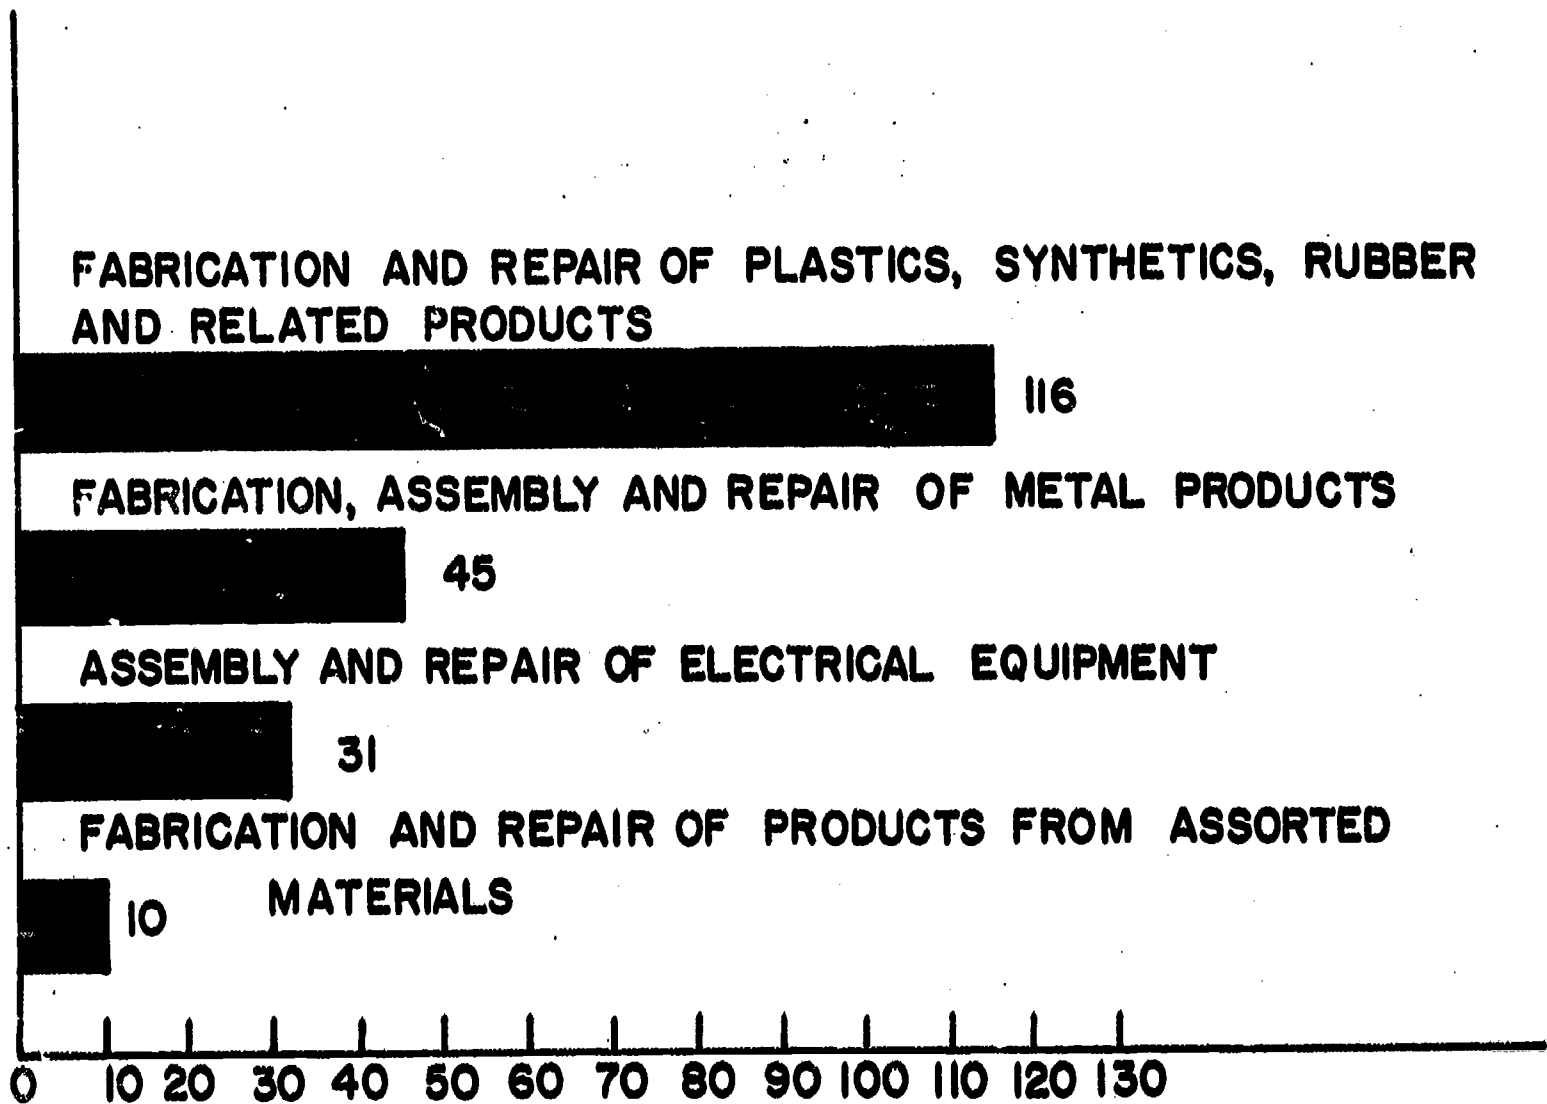 FABRICATION AND REPAIR OF PLASTICS, SYNTHETICS, RUBBER
AND RELATED PRODUCTS
116
FABRICATION, ASSEMBLY AND REPAIR OF METAL PRODUCTS
45
ASSEMBLY AND REPAIR OF ELECTRICAL EQUIPMENT
31
FABRICATION AND REPAIR OF PRODUCTS FROM ASSORTED
MATERIALS
10
0 10 20 30 40 50 60 70 80 90 100 110 120 130